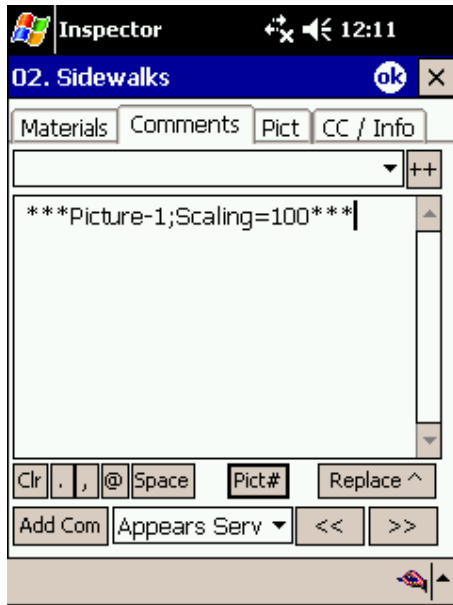 Inspector 12:11
02. Sidewalks ok
Materials Comments Pict CC / Info
++
***Picture-1;Scaling=100***
Clr . , @ Space Pict# Replace ^
Add Com Appears Serv << >>